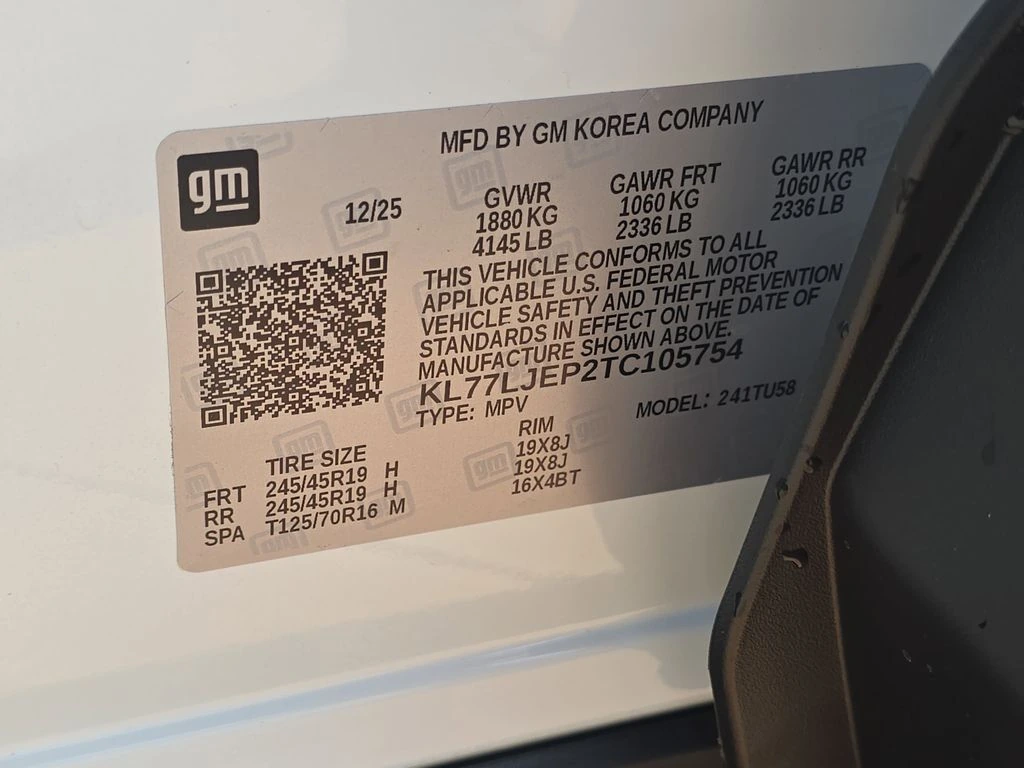 gm
MFD BY GM KOREA COMPANY
12/25
GVWR GAWR FRT GAWR RR
1880 KG 1060 KG 1060 KG
4145 LB 2336 LB 2336 LB
THIS VEHICLE CONFORMS TO ALL
APPLICABLE U.S. FEDERAL MOTOR
VEHICLE SAFETY AND THEFT PREVENTION
STANDARDS IN EFFECT ON THE DATE OF
MANUFACTURE SHOWN ABOVE.
KL77LJEP2TC105754
TYPE: MPV MODEL: 241TU58
TIRE SIZE RIM
FRT 245/45R19 H 19X8J
RR 245/45R19 H 19X8J
SPA T125/70R16 M 16X4BT